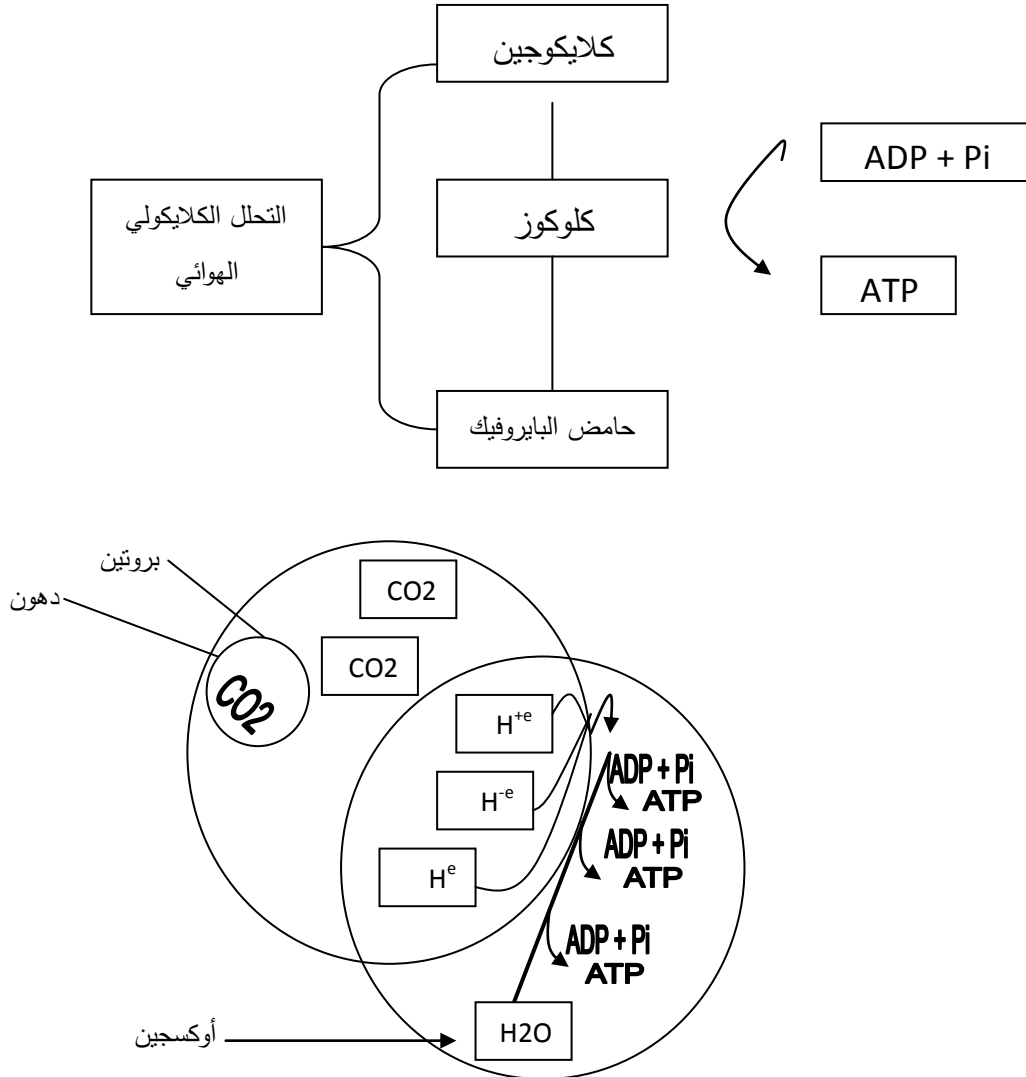 كلايكوجين
ADP + Pi
التحلل الكلايكولي
الهوائي
كلوكوز
ATP
حامض البايروفيك
بروتين
دهون
CO2
CO2
CO2
H+e
H-e
He
ADP + Pi
ATP
ADP + Pi
ATP
ADP + Pi
ATP
H2O
أوكسجين